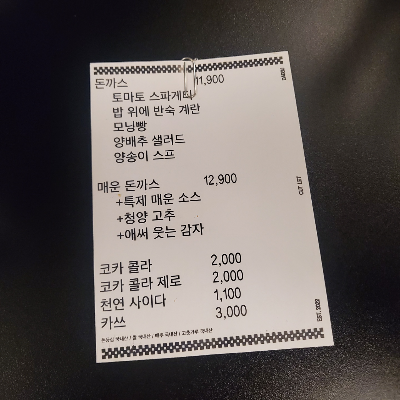 돈까스 11,900
토마토 스파게티
밥 위에 반숙 계란
모닝빵
양배추 샐러드
양송이 스프
매운 돈까스 12,900
+특제 매운 소스
+청양 고추
+애써 웃는 감자
코카 콜라 2,000
코카 콜라 제로 2,000
천연 사이다 1,100
카쓰 3,000